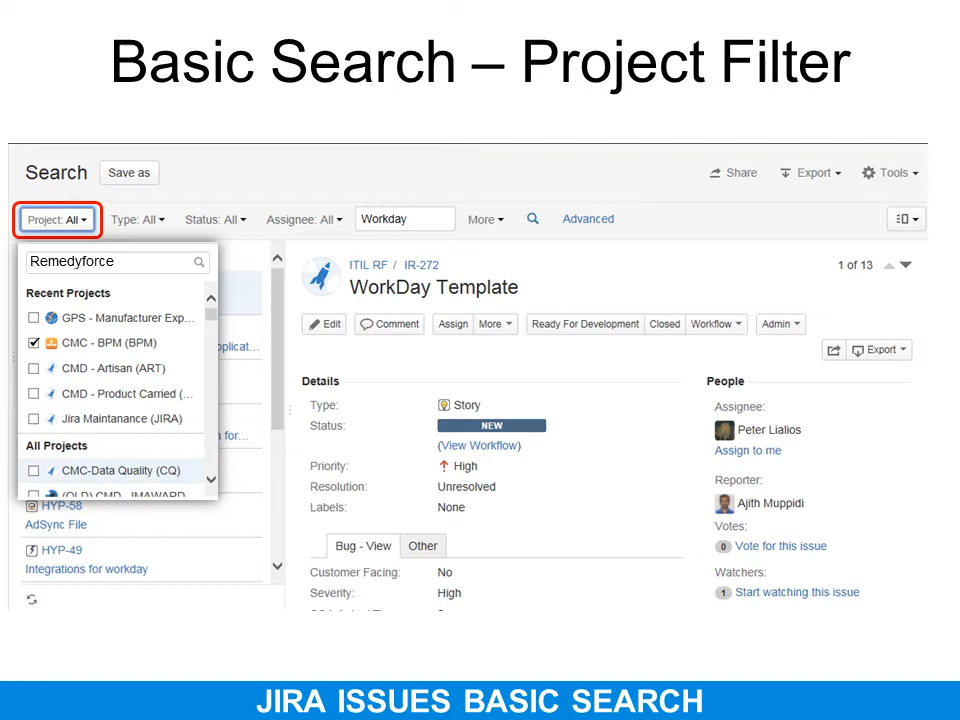 Basic Search – Project Filter
Search Save as Share Export Tools
Project: All Type: All Status: All Assignee: All Workday More Advanced
Remedyforce
Recent Projects
GPS - Manufacturer Exp...
CMC - BPM (BPM)
CMD - Artisan (ART)
CMD - Product Carried (...
Jira Maintanance (JIRA)
All Projects
CMC-Data Quality (CQ)
(OLD) CMD - IMAWARD
pplicat...
n for...
HYP-58
AdSync File
HYP-49
Integrations for workday
ITIL RF / IR-272
WorkDay Template
1 of 13
Edit Comment Assign More Ready For Development Closed Workflow Admin
Export
Details
Type: Story
Status: NEW
(View Workflow)
Priority: High
Resolution: Unresolved
Labels: None
Bug - View Other
Customer Facing: No
Severity: High
People
Assignee:
Peter Lialios
Assign to me
Reporter:
Ajith Muppidi
Votes:
0 Vote for this issue
Watchers:
1 Start watching this issue
JIRA ISSUES BASIC SEARCH